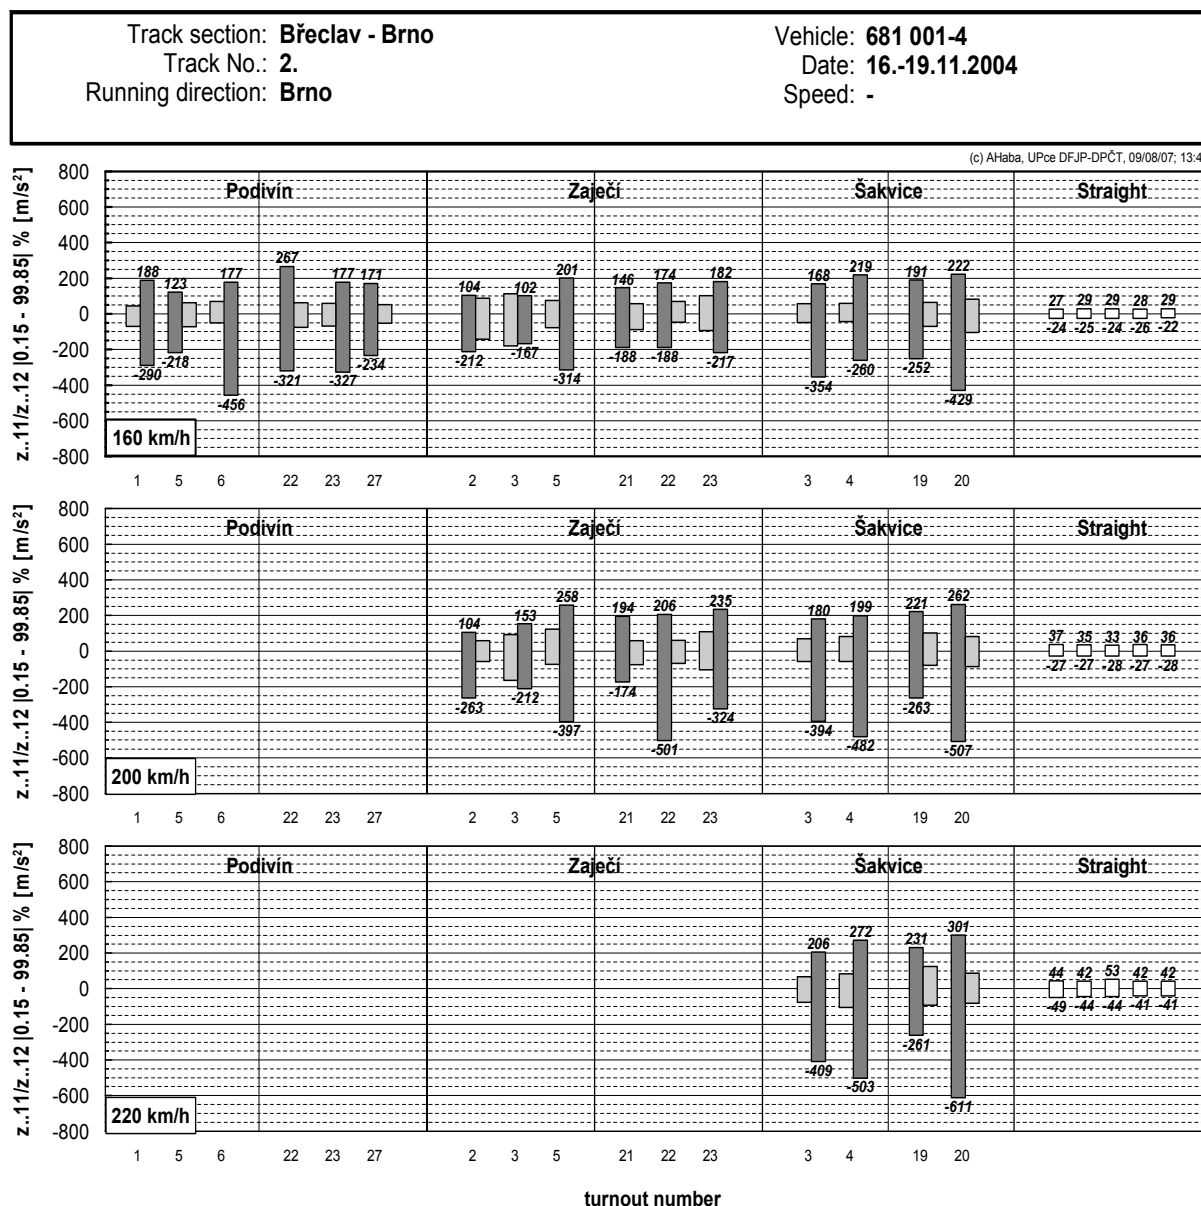 Track section: Břeclav - Brno
Track No.: 2.
Running direction: Brno
Vehicle: 681 001-4
Date: 16.-19.11.2004
Speed: -
(c) AHaba, UPce DFJP-DPČT, 09/08/07; 13:4
z..11/z..12 |0.15 - 99.85| % [m/s²]
800
600
400
200
0
-200
-400
-600
-800
Podivín Zaječí Šakvice Straight
188 123 177 267 177 171 104 102 201 146 174 182 168 219 191 222 27 29 29 28 29
-290 -218 -456 -321 -327 -234 -212 -167 -314 -188 -188 -217 -354 -260 -252 -429 -24 -25 -24 -26 -22
160 km/h
1 5 6 22 23 27 2 3 5 21 22 23 3 4 19 20
z..11/z..12 |0.15 - 99.85| % [m/s²]
800
600
400
200
0
-200
-400
-600
-800
Podivín Zaječí Šakvice Straight
104 153 258 194 206 235 180 199 221 262 37 35 33 36 36
-263 -212 -397 -174 -501 -324 -394 -482 -263 -507 -27 -27 -28 -27 -28
200 km/h
1 5 6 22 23 27 2 3 5 21 22 23 3 4 19 20
z..11/z..12 |0.15 - 99.85| % [m/s²]
800
600
400
200
0
-200
-400
-600
-800
Podivín Zaječí Šakvice Straight
206 272 231 301 44 42 53 42 42
-409 -503 -261 -611 -49 -44 -44 -41 -41
220 km/h
1 5 6 22 23 27 2 3 5 21 22 23 3 4 19 20
turnout number